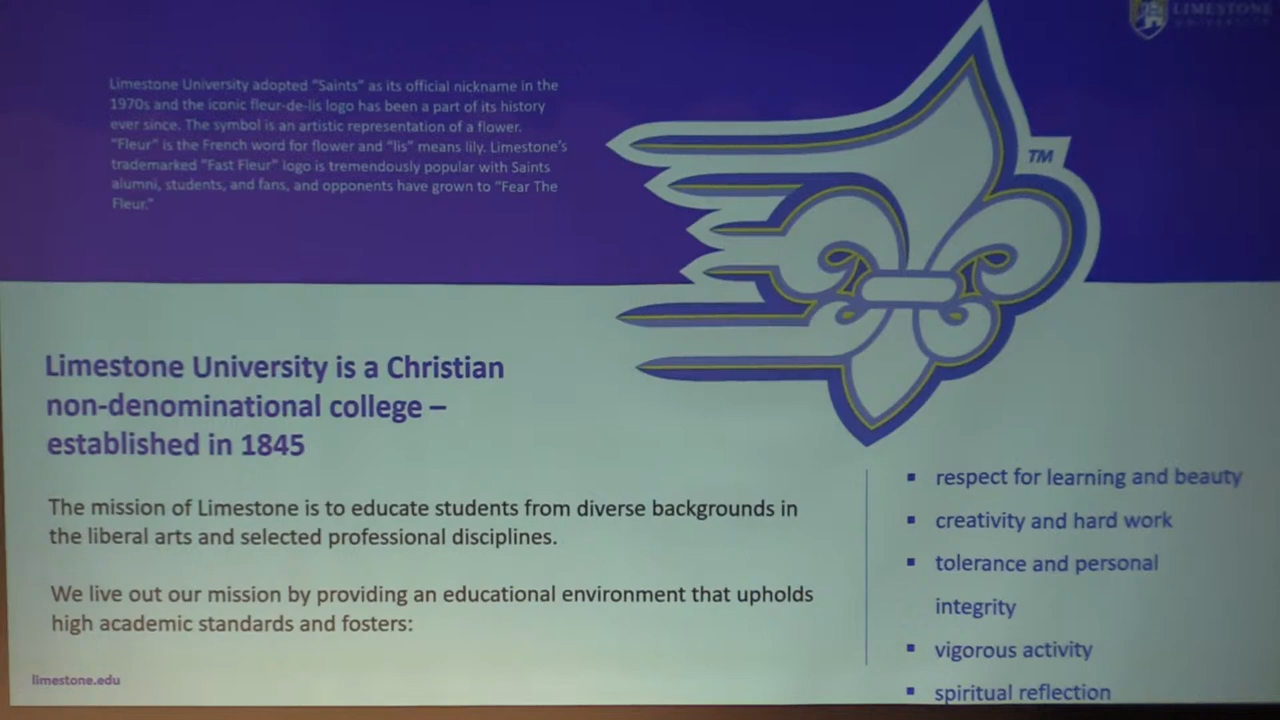 LIMESTONE
UNIVERSITY
Limestone University adopted "Saints" as its official nickname in the
1970s and the iconic fleur-de-lis logo has been a part of its history
ever since. The symbol is an artistic representation of a flower.
"Fleur" is the French word for flower and "lis" means lily. Limestone's
trademarked "Fast Fleur" logo is tremendously popular with Saints
alumni, students, and fans, and opponents have grown to "Fear The
Fleur."
TM
Limestone University is a Christian
non-denominational college –
established in 1845
The mission of Limestone is to educate students from diverse backgrounds in
the liberal arts and selected professional disciplines.
We live out our mission by providing an educational environment that upholds
high academic standards and fosters:
▪ respect for learning and beauty
▪ creativity and hard work
▪ tolerance and personal
integrity
▪ vigorous activity
▪ spiritual reflection
limestone.edu